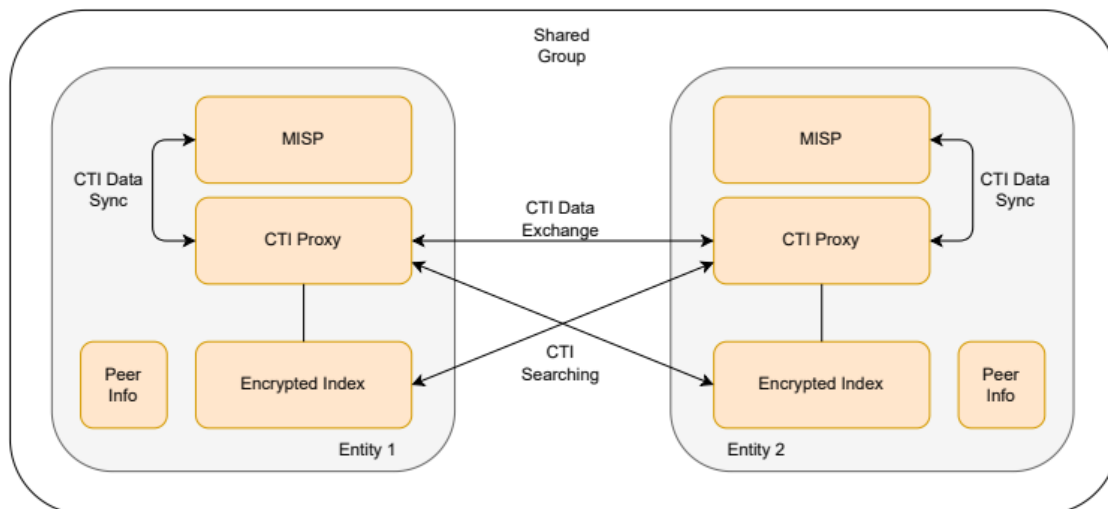 Shared
Group
MISP
CTI Data
Sync
CTI Proxy
Peer
Info
Encrypted Index
Entity 1
CTI Data
Exchange
CTI
Searching
MISP
CTI Data
Sync
CTI Proxy
Encrypted Index
Peer
Info
Entity 2